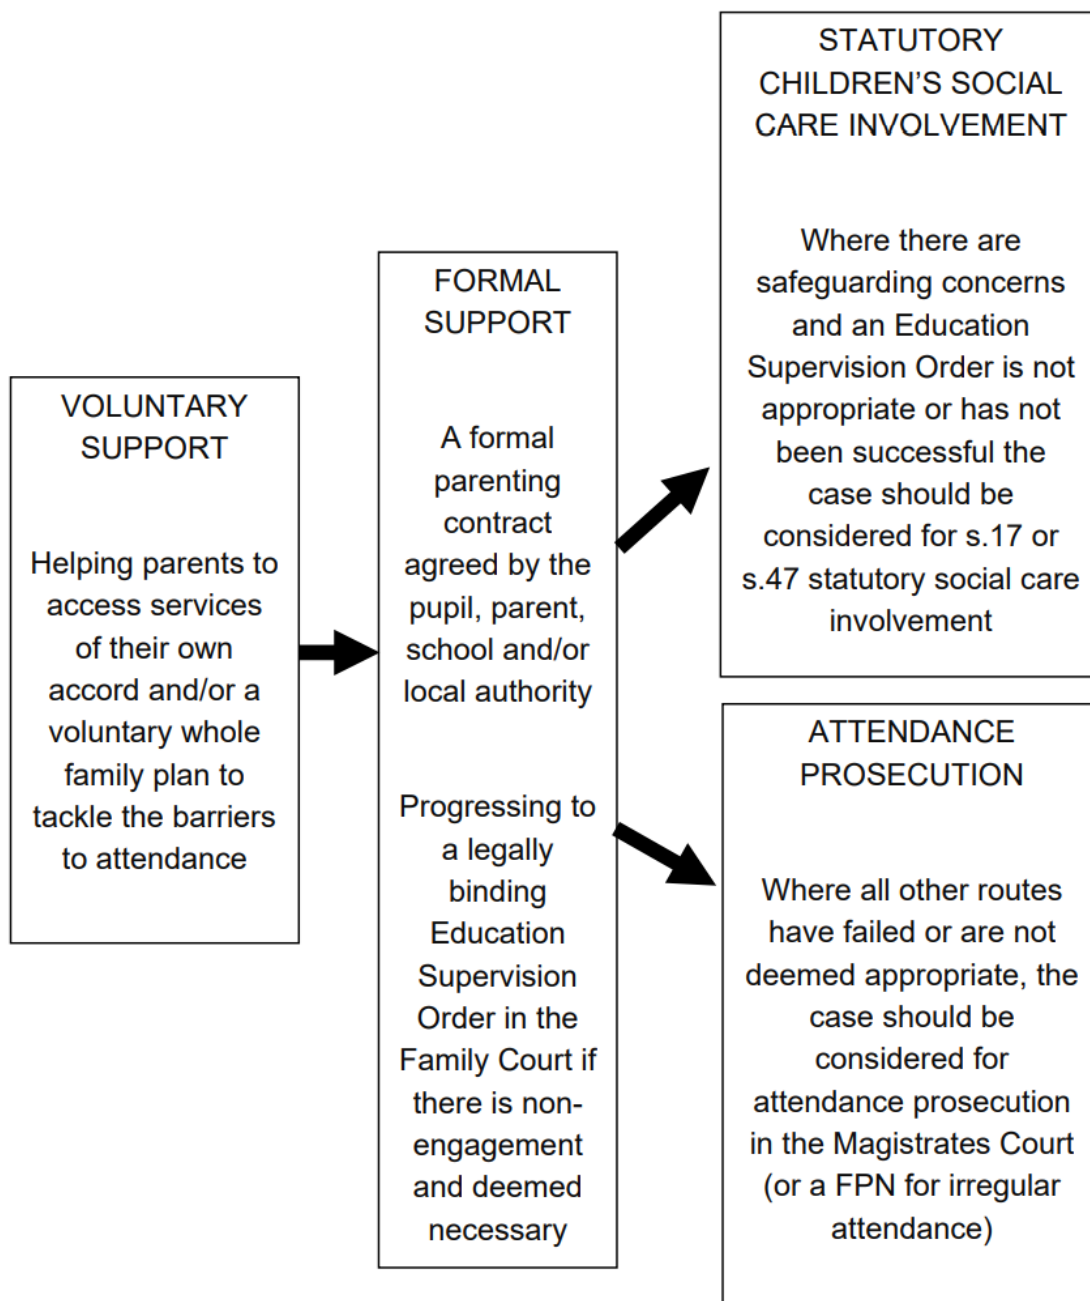 VOLUNTARY
SUPPORT
Helping parents to
access services
of their own
accord and/or a
voluntary whole
family plan to
tackle the barriers
to attendance
FORMAL
SUPPORT
A formal
parenting
contract
agreed by the
pupil, parent,
school and/or
local authority
Progressing to
a legally
binding
Education
Supervision
Order in the
Family Court if
there is non-
engagement
and deemed
necessary
STATUTORY
CHILDREN’S SOCIAL
CARE INVOLVEMENT
Where there are
safeguarding concerns
and an Education
Supervision Order is not
appropriate or has not
been successful the
case should be
considered for s.17 or
s.47 statutory social care
involvement
ATTENDANCE
PROSECUTION
Where all other routes
have failed or are not
deemed appropriate, the
case should be
considered for
attendance prosecution
in the Magistrates Court
(or a FPN for irregular
attendance)